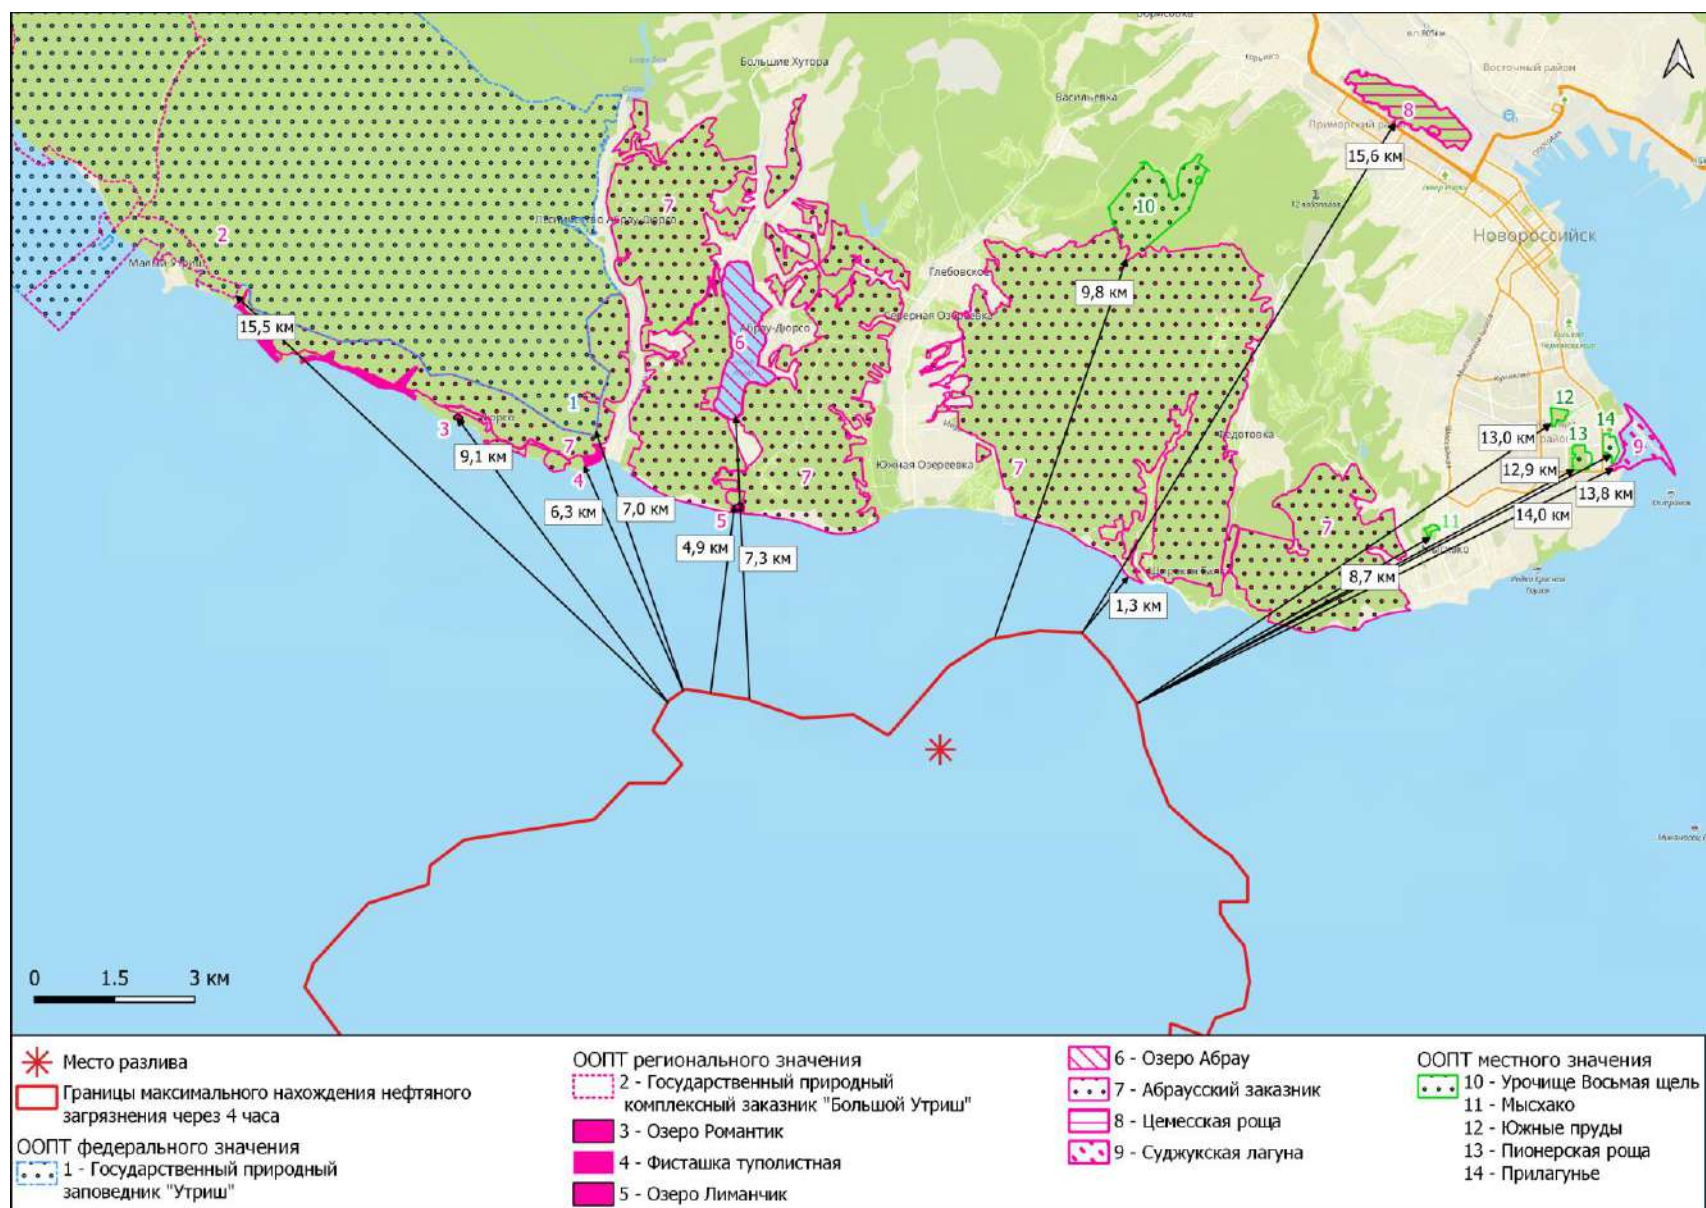 Большие Хутора
Васильевка
Восточный район
8
15,6 км
7
10
2
Новороссийск
Малый Утриш
Глебовское
9,8 км
15,5 км
Абрау-Дюрсо
Северная Озереевка
6
1
12
3
7
Федотовка
13,0 км
13
14
9
9,1 км
4
Южная Озереевка
7
7
12,9 км
13,8 км
6,3 км
7,0 км
5
14,0 км
4,9 км
7,3 км
7
11
Мысхако
8,7 км
1,3 км
0 1.5 3 км
Место разлива
Границы максимального нахождения нефтяного
загрязнения через 4 часа
ООПТ федерального значения
1 - Государственный природный
заповедник "Утриш"
ООПТ регионального значения
2 - Государственный природный
комплексный заказник "Большой Утриш"
3 - Озеро Романтик
4 - Фисташка туполистная
5 - Озеро Лиманчик
6 - Озеро Абрау
7 - Абраусский заказник
8 - Цемесская роща
9 - Суджукская лагуна
ООПТ местного значения
10 - Урочище Восьмая щель
11 - Мысхако
12 - Южные пруды
13 - Пионерская роща
14 - Прилагунье